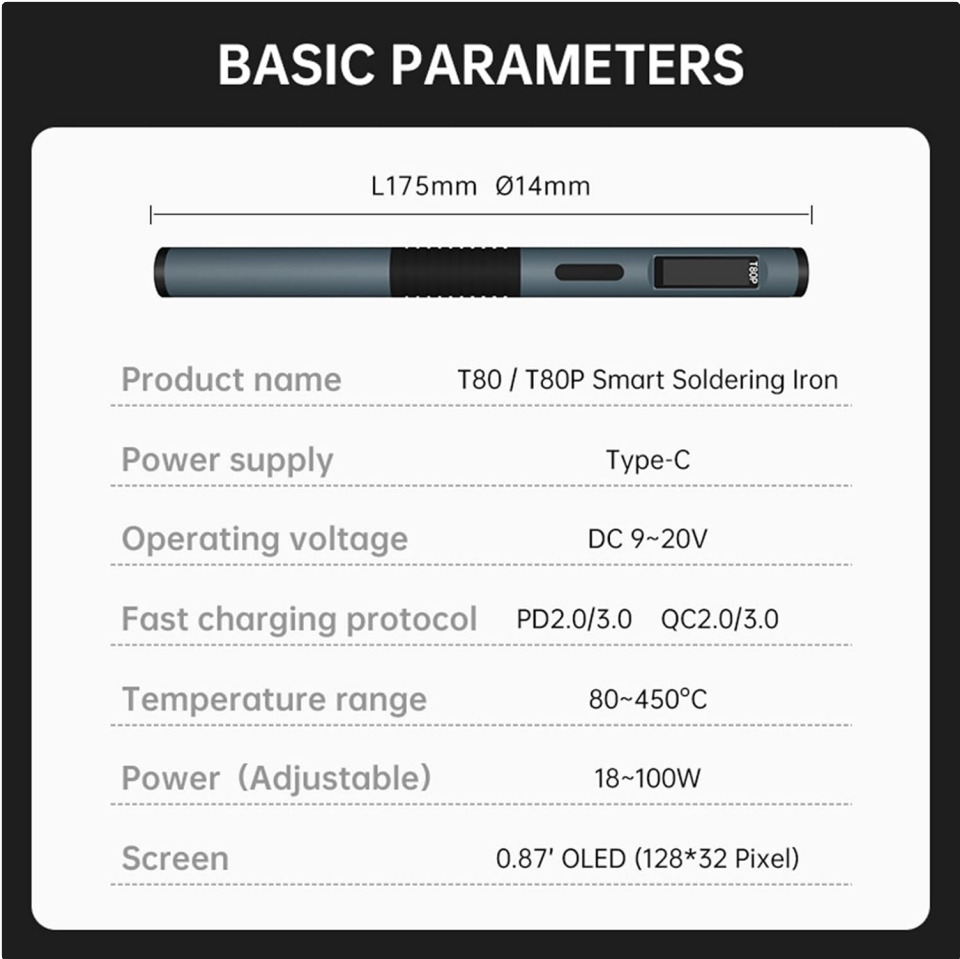 BASIC PARAMETERS
L175mm Ø14mm
T80P
Product name T80 / T80P Smart Soldering Iron
Power supply Type-C
Operating voltage DC 9~20V
Fast charging protocol PD2.0/3.0 QC2.0/3.0
Temperature range 80~450°C
Power (Adjustable) 18~100W
Screen 0.87' OLED (128*32 Pixel)